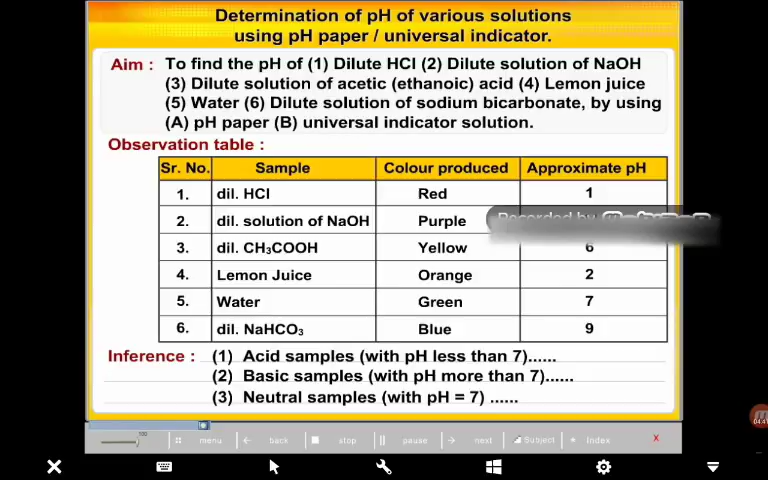 Determination of pH of various solutions
using pH paper / universal indicator.
Aim : To find the pH of (1) Dilute HCl (2) Dilute solution of NaOH
(3) Dilute solution of acetic (ethanoic) acid (4) Lemon juice
(5) Water (6) Dilute solution of sodium bicarbonate, by using
(A) pH paper (B) universal indicator solution.
Observation table :
Sr. No. Sample Colour produced Approximate pH
1. dil. HCl Red 1
2. dil. solution of NaOH Purple
Recorded by
3. dil. CH₃COOH Yellow 6
4. Lemon Juice Orange 2
5. Water Green 7
6. dil. NaHCO₃ Blue 9
Inference : (1) Acid samples (with pH less than 7)......
(2) Basic samples (with pH more than 7)......
(3) Neutral samples (with pH = 7) ......
100 menu back stop pause next Subject Index X